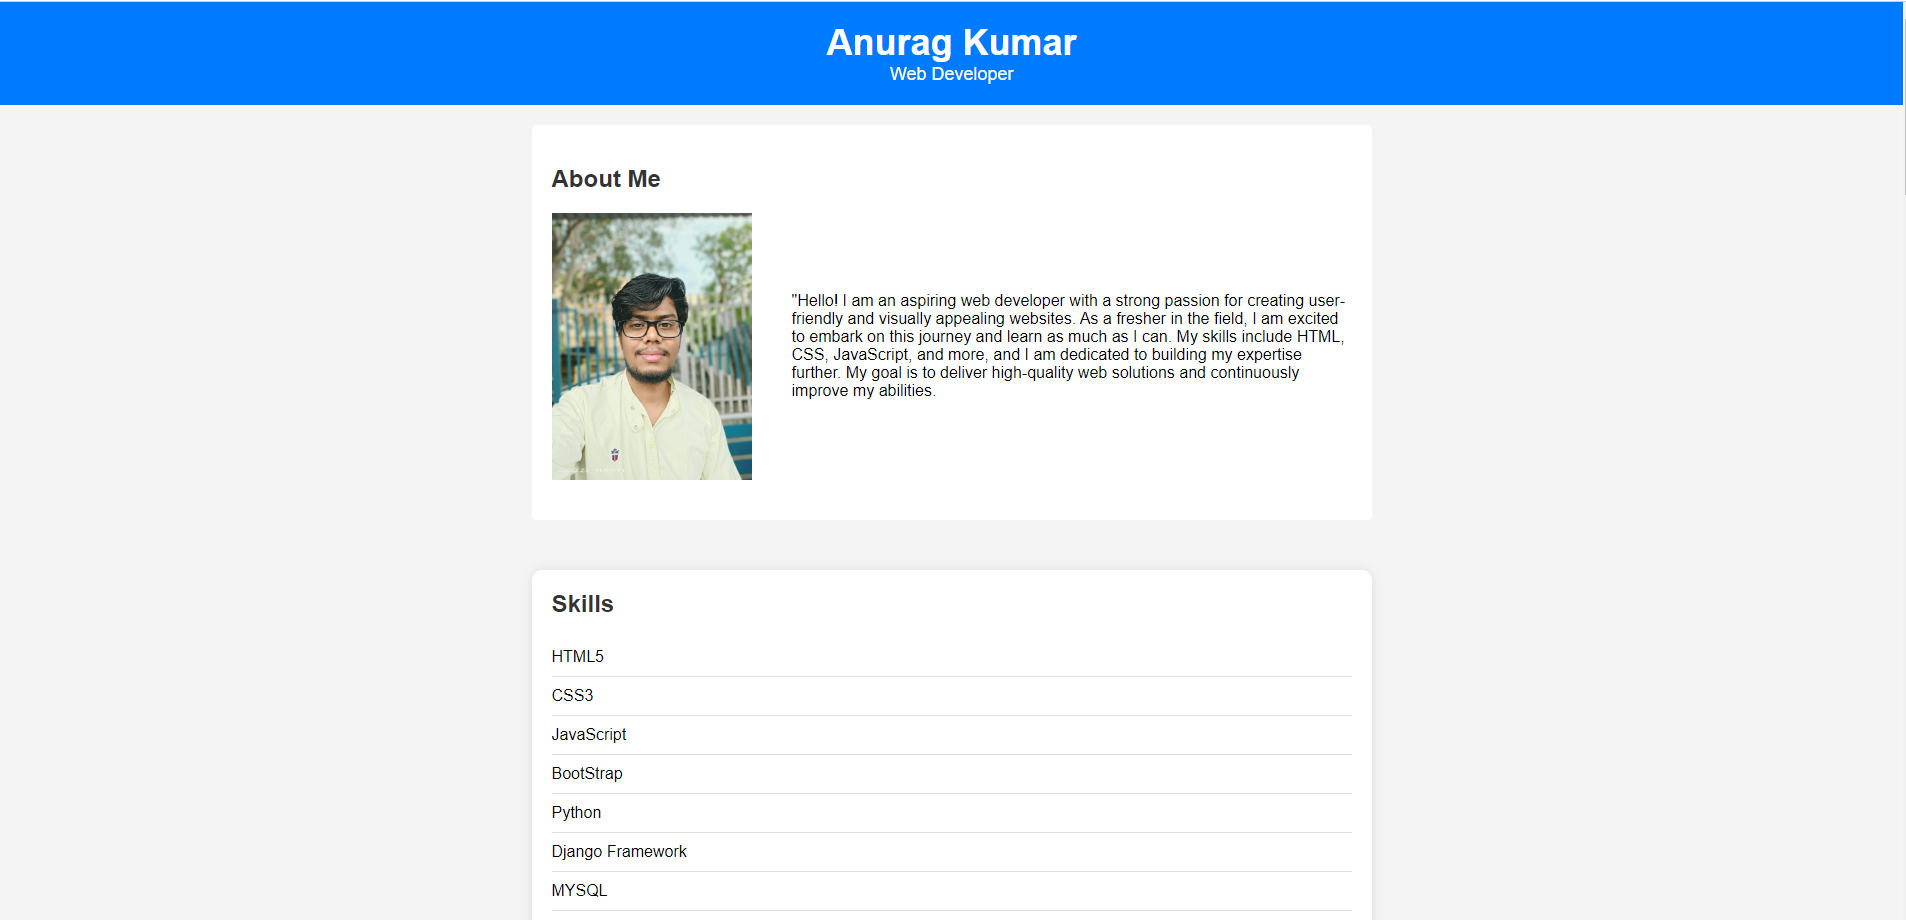 Anurag Kumar
Web Developer
About Me
"Hello! I am an aspiring web developer with a strong passion for creating user-
friendly and visually appealing websites. As a fresher in the field, I am excited
to embark on this journey and learn as much as I can. My skills include HTML,
CSS, JavaScript, and more, and I am dedicated to building my expertise
further. My goal is to deliver high-quality web solutions and continuously
improve my abilities.
Skills
HTML5
CSS3
JavaScript
BootStrap
Python
Django Framework
MYSQL